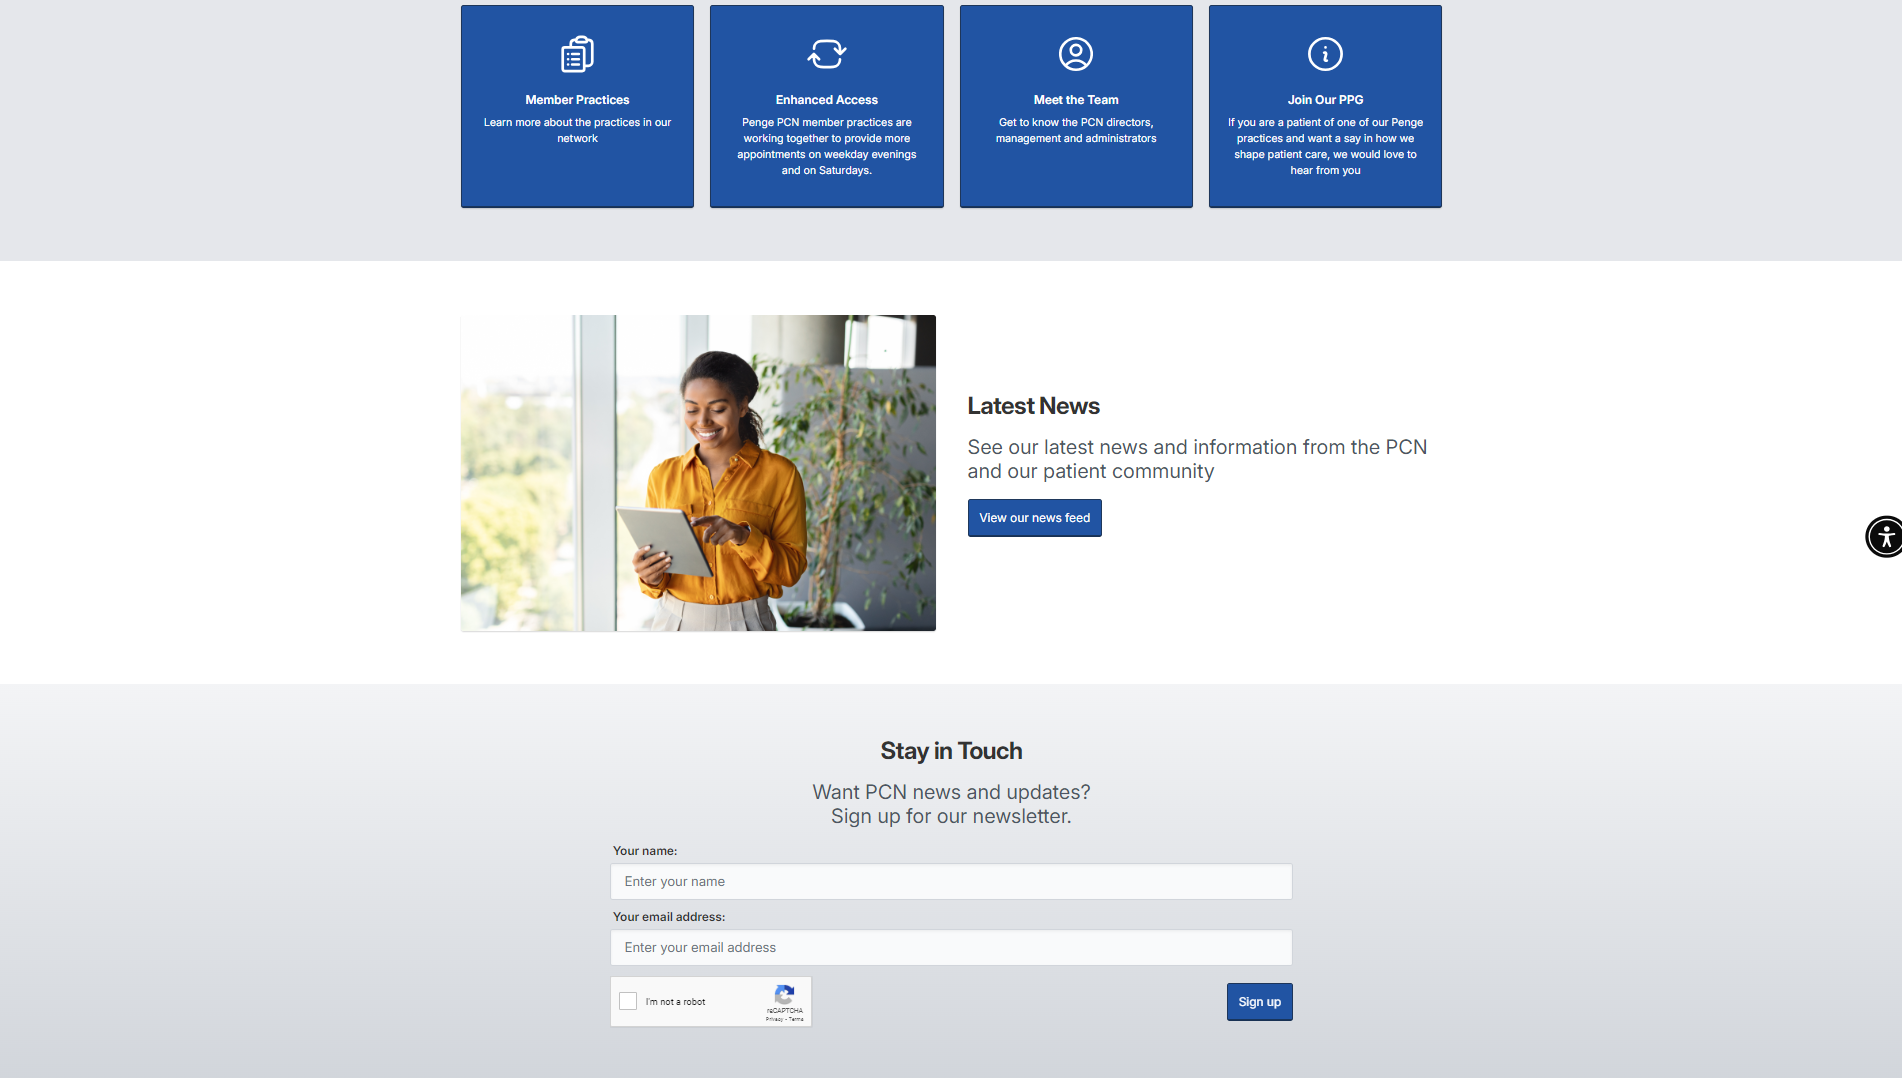 Member Practices
Learn more about the practices in our
network
Enhanced Access
Penge PCN member practices are
working together to provide more
appointments on weekday evenings
and on Saturdays.
Meet the Team
Get to know the PCN directors,
management and administrators
Join Our PPG
If you are a patient of one of our Penge
practices and want a say in how we
shape patient care, we would love to
hear from you
Latest News
See our latest news and information from the PCN
and our patient community
View our news feed
Stay in Touch
Want PCN news and updates?
Sign up for our newsletter.
Your name:
Enter your name
Your email address:
Enter your email address
I'm not a robot
reCAPTCHA
Privacy - Terms
Sign up